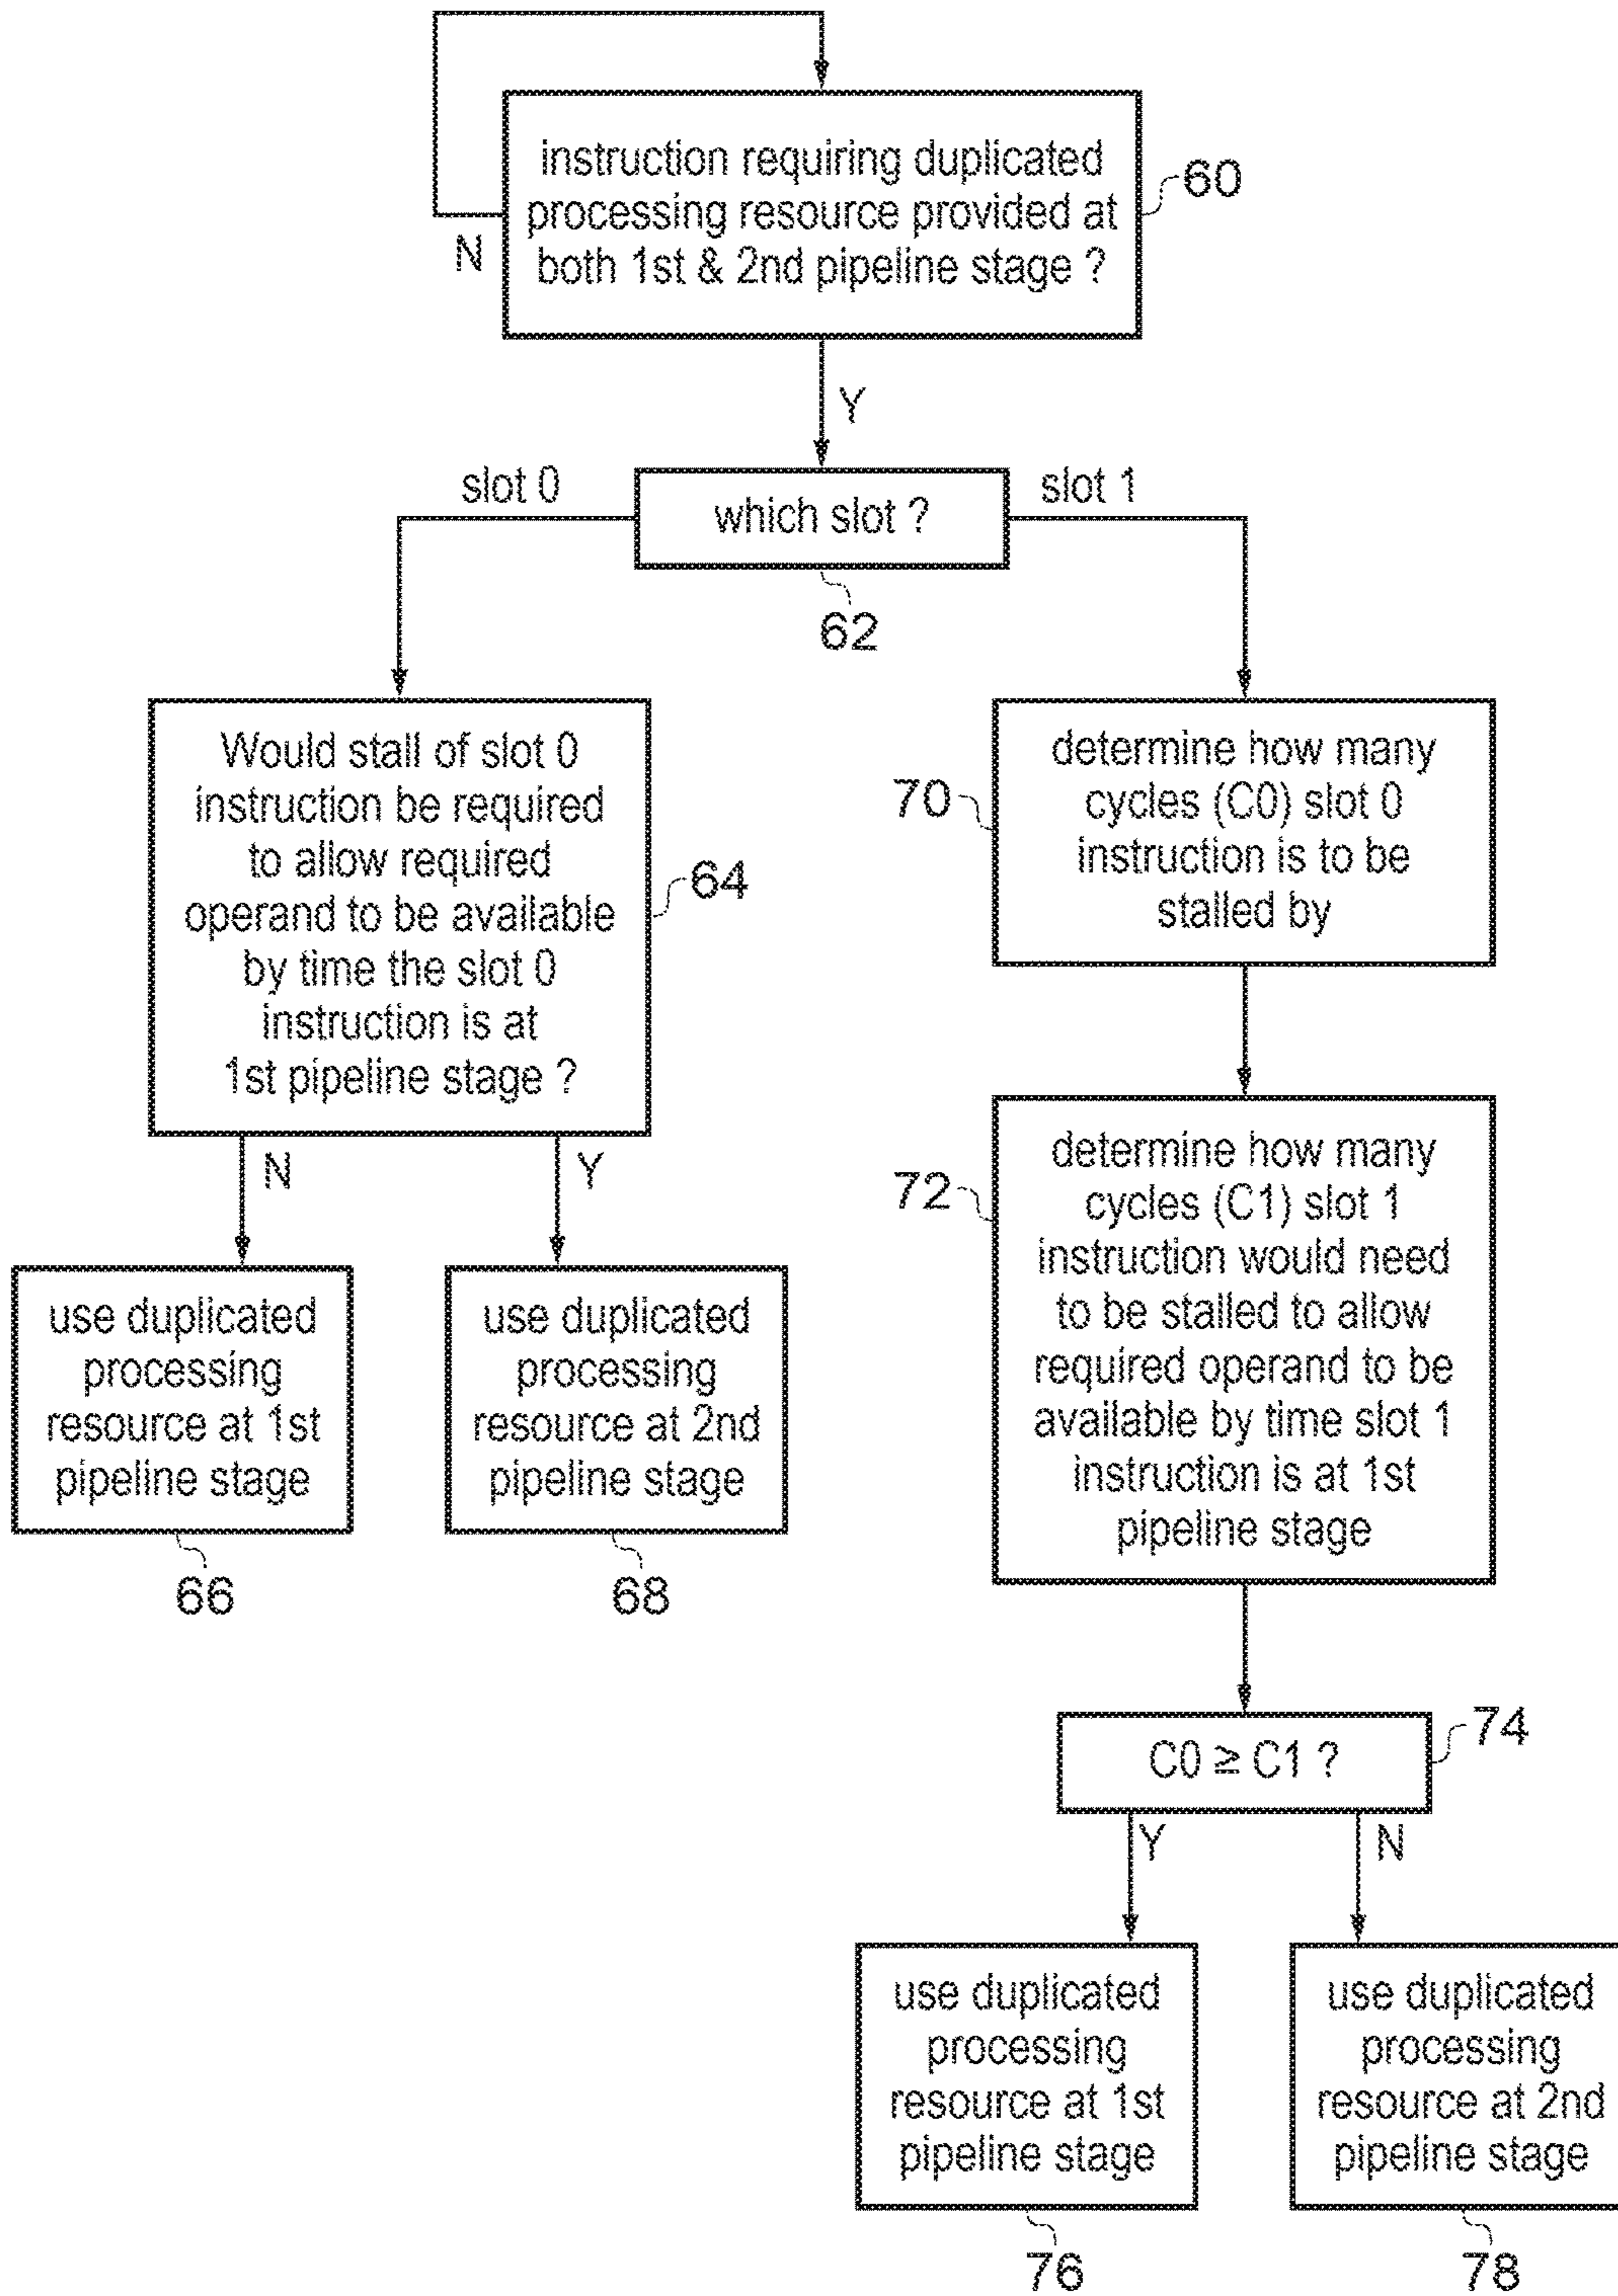 instruction requiring duplicated
processing resource provided at
both 1st & 2nd pipeline stage ?
60
N
Y
slot 0
which slot ?
slot 1
62
Would stall of slot 0
instruction be required
to allow required
operand to be available
by time the slot 0
instruction is at
1st pipeline stage ?
64
N
Y
use duplicated
processing
resource at 1st
pipeline stage
66
use duplicated
processing
resource at 2nd
pipeline stage
68
70
determine how many
cycles (C0) slot 0
instruction is to be
stalled by
72
determine how many
cycles (C1) slot 1
instruction would need
to be stalled to allow
required operand to be
available by time slot 1
instruction is at 1st
pipeline stage
C0 ≥ C1 ?
74
Y
N
use duplicated
processing
resource at 1st
pipeline stage
76
use duplicated
processing
resource at 2nd
pipeline stage
78